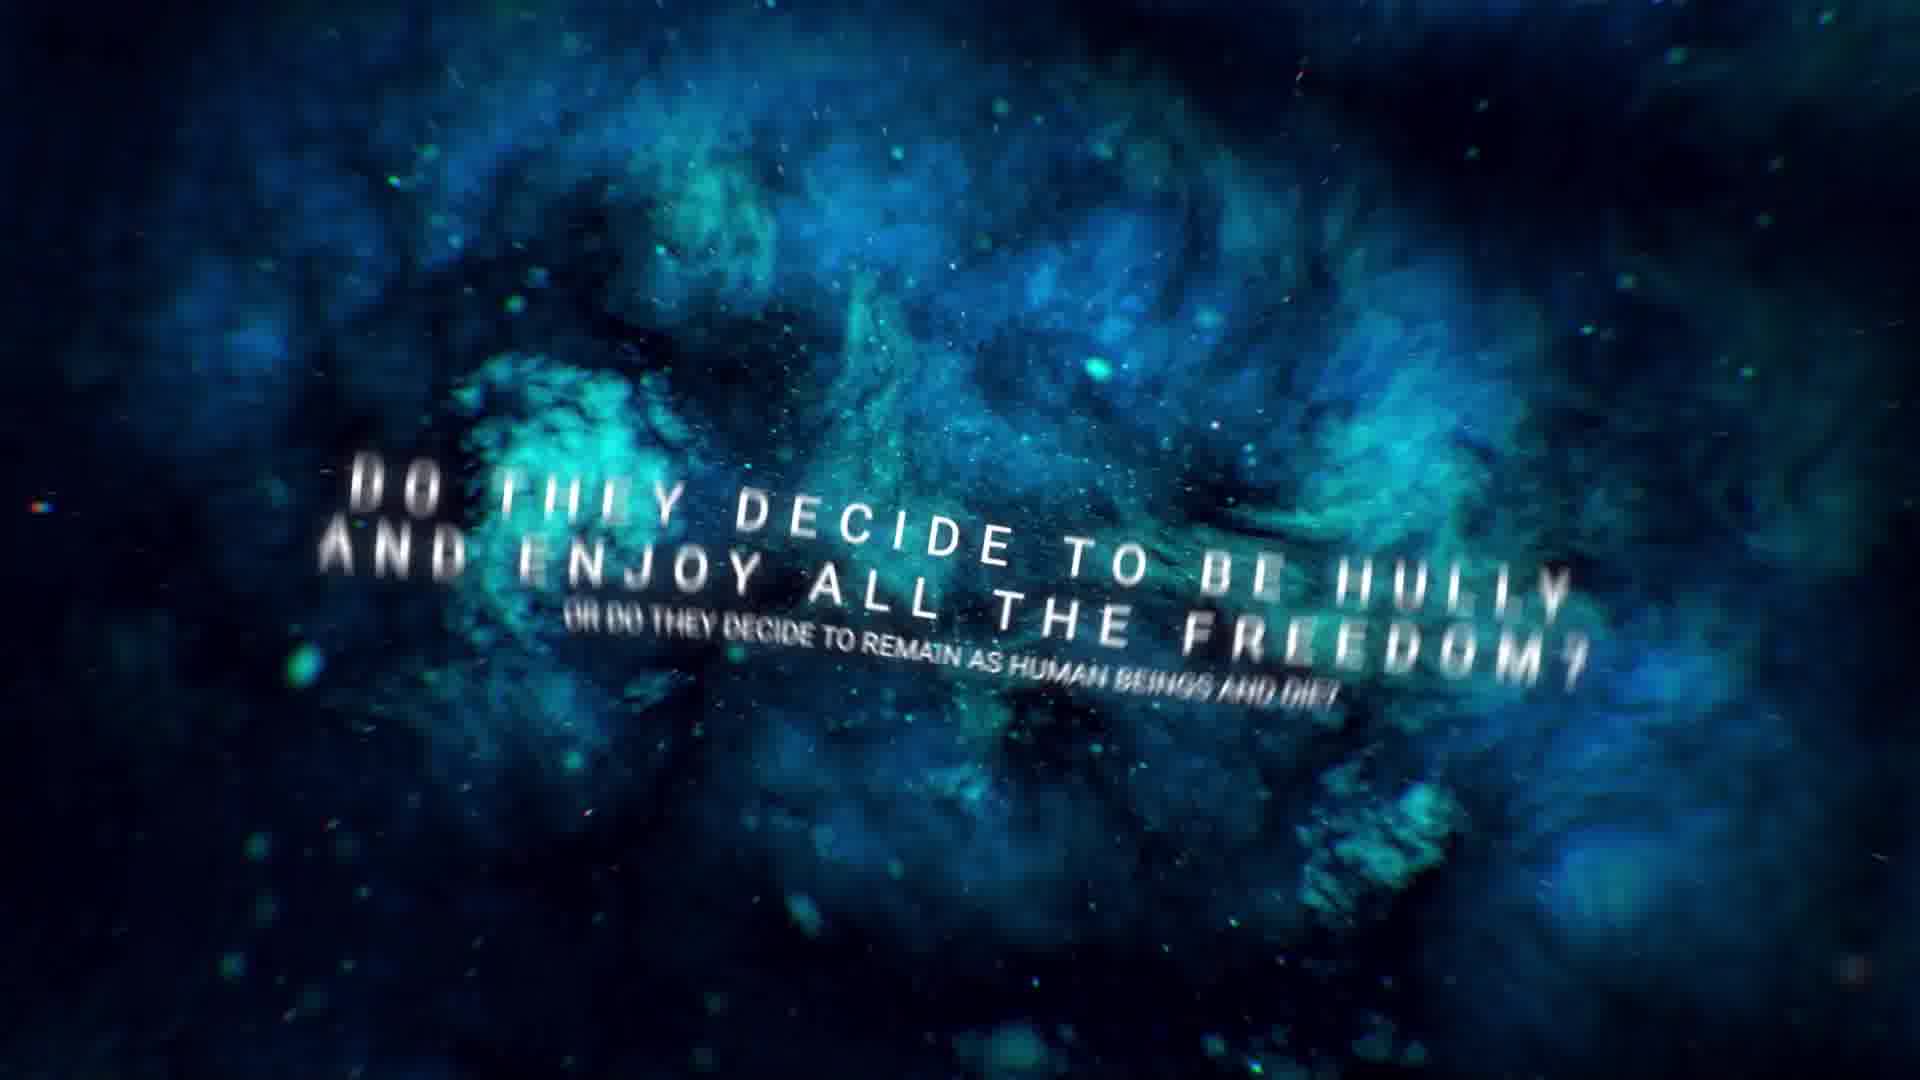 DO THEY DECIDE TO BE HULLY
AND ENJOY ALL THE FREEDOM?
OR DO THEY DECIDE TO REMAIN AS HUMAN BEINGS AND DIE?